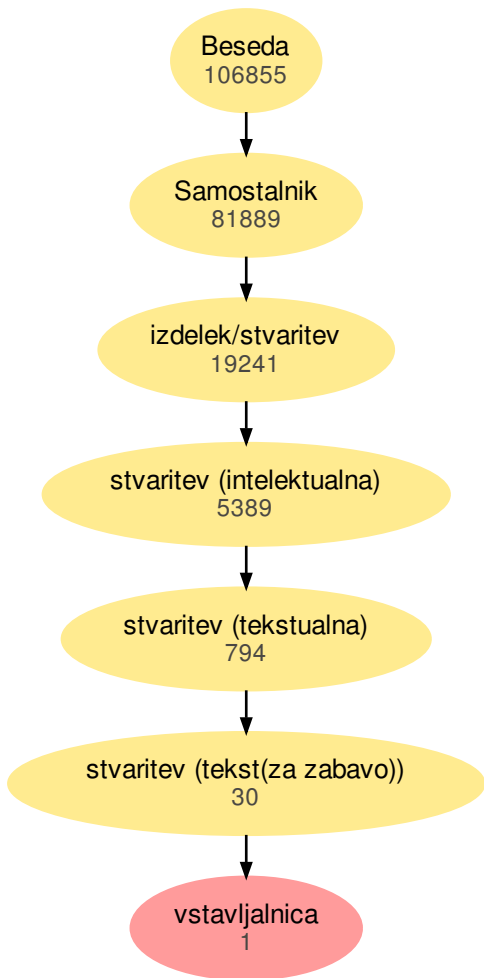 Beseda
106855
Samostalnik
81889
izdelek/stvaritev
19241
stvaritev (intelektualna)
5389
stvaritev (tekstualna)
794
stvaritev (tekst(za zabavo))
30
vstavljalnica
1